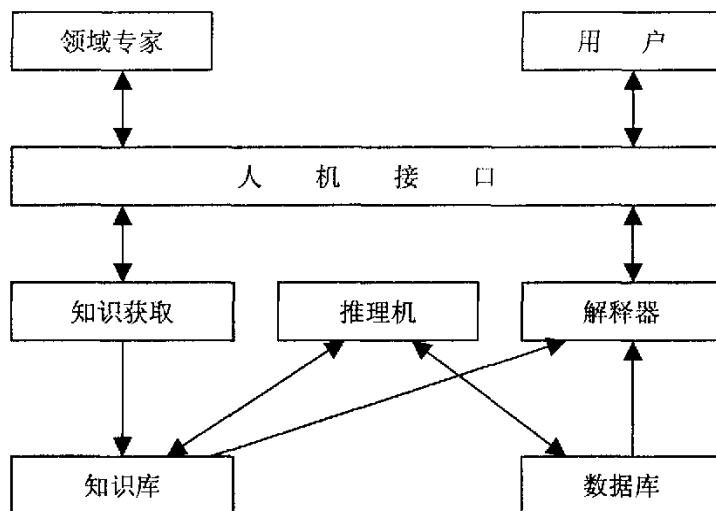 领域专家
用 户
人 机 接 口
知识获取
推理机
解释器
知识库
数据库